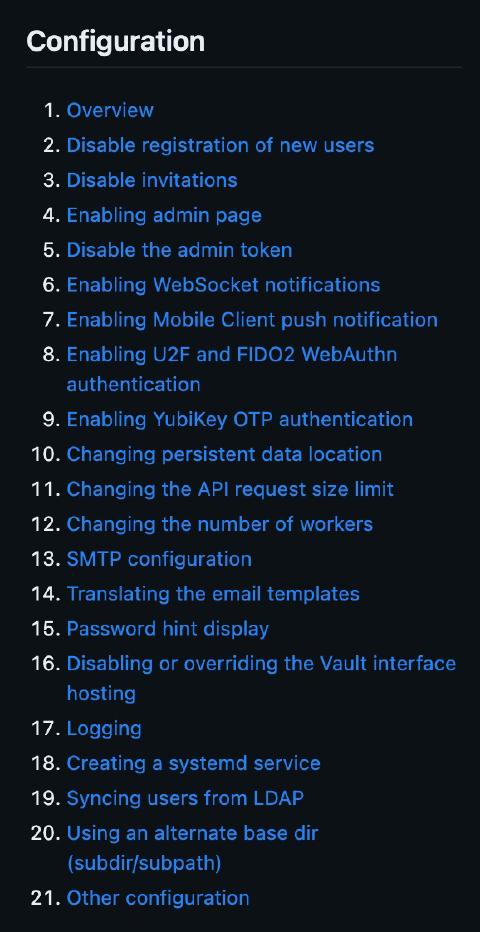 Configuration
1. Overview
2. Disable registration of new users
3. Disable invitations
4. Enabling admin page
5. Disable the admin token
6. Enabling WebSocket notifications
7. Enabling Mobile Client push notification
8. Enabling U2F and FIDO2 WebAuthn
authentication
9. Enabling YubiKey OTP authentication
10. Changing persistent data location
11. Changing the API request size limit
12. Changing the number of workers
13. SMTP configuration
14. Translating the email templates
15. Password hint display
16. Disabling or overriding the Vault interface
hosting
17. Logging
18. Creating a systemd service
19. Syncing users from LDAP
20. Using an alternate base dir
(subdir/subpath)
21. Other configuration